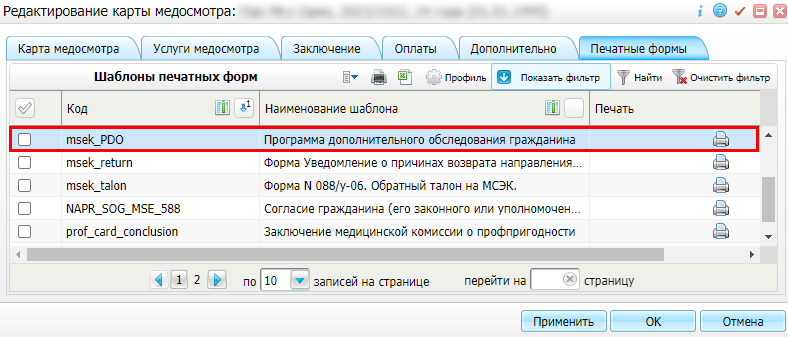 Редактирование карты медосмотра:
Карта медосмотра Услуги медосмотра Заключение Оплаты Дополнительно Печатные формы
Шаблоны печатных форм Профиль Показать фильтр Найти Очистить фильтр
Код Наименование шаблона Печать
msek_PDO Программа дополнительного обследования гражданина
msek_return Форма Уведомление о причинах возврата направления...
msek_talon Форма N 088/у-06. Обратный талон на МСЭК.
NAPR_SOG_MSE_588 Согласие гражданина (его законного или уполномочен...
prof_card_conclusion Заключение медицинской комиссии о профпригодности
1 2 по 10 записей на странице перейти на страницу
Применить ОК Отмена